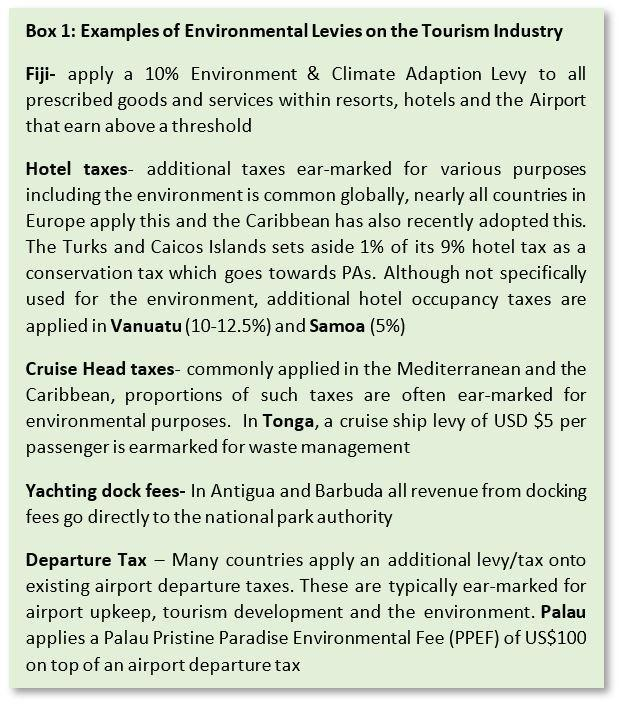 Box 1: Examples of Environmental Levies on the Tourism Industry
Fiji- apply a 10% Environment & Climate Adaption Levy to all
prescribed goods and services within resorts, hotels and the Airport
that earn above a threshold
Hotel taxes- additional taxes ear-marked for various purposes
including the environment is common globally, nearly all countries in
Europe apply this and the Caribbean has also recently adopted this.
The Turks and Caicos Islands sets aside 1% of its 9% hotel tax as a
conservation tax which goes towards PAs. Although not specifically
used for the environment, additional hotel occupancy taxes are
applied in Vanuatu (10-12.5%) and Samoa (5%)
Cruise Head taxes- commonly applied in the Mediterranean and the
Caribbean, proportions of such taxes are often ear-marked for
environmental purposes. In Tonga, a cruise ship levy of USD $5 per
passenger is earmarked for waste management
Yachting dock fees- In Antigua and Barbuda all revenue from docking
fees go directly to the national park authority
Departure Tax – Many countries apply an additional levy/tax onto
existing airport departure taxes. These are typically ear-marked for
airport upkeep, tourism development and the environment. Palau
applies a Palau Pristine Paradise Environmental Fee (PPEF) of US$100
on top of an airport departure tax